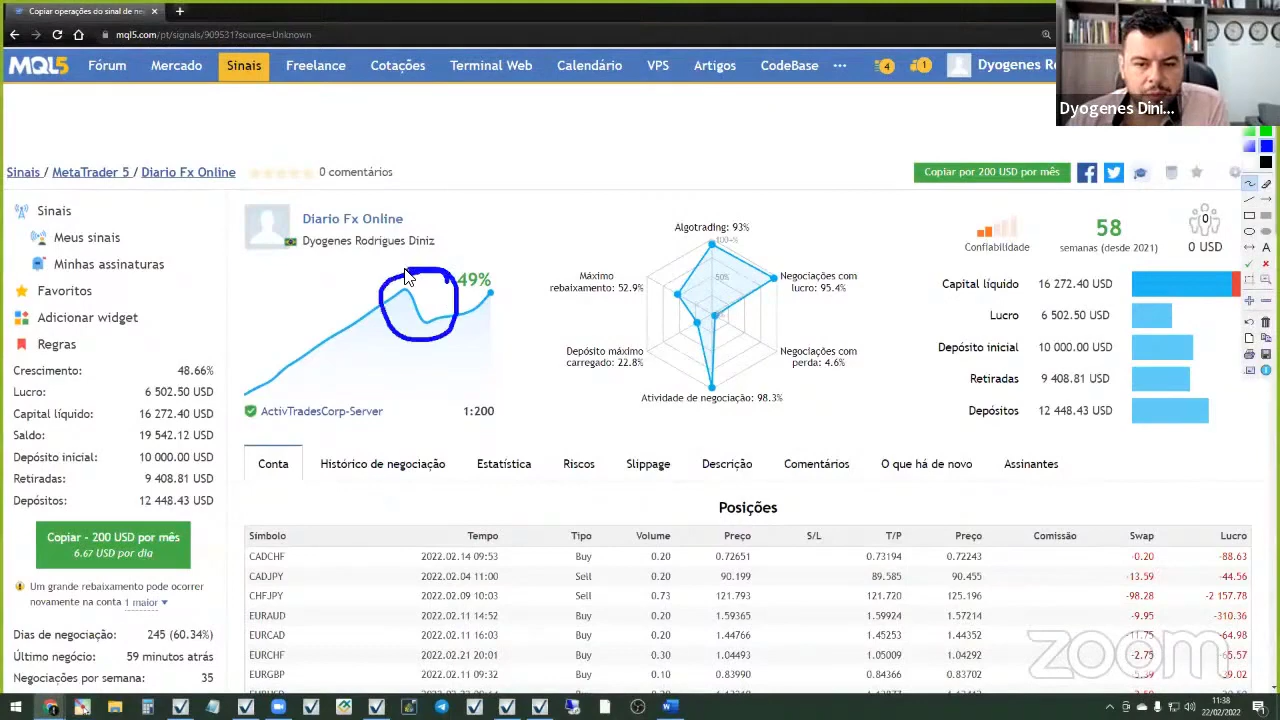 Copiar operações do sinal de neg
mql5.com/pt/signals/909531?source=Unknown
MQL5 Fórum Mercado Sinais Freelance Cotações Terminal Web Calendário VPS Artigos CodeBase ... 4 1 Dyogenes Ro
Dyogenes Dini...
Sinais / MetaTrader 5 / Diario Fx Online 0 comentários Copiar por 200 USD por mês
Sinais
Meus sinais
Minhas assinaturas
Favoritos
Adicionar widget
Regras
Crescimento: 48.66%
Lucro: 6 502.50 USD
Capital líquido: 16 272.40 USD
Saldo: 19 542.12 USD
Depósito inicial: 10 000.00 USD
Retiradas: 9 408.81 USD
Depósitos: 12 448.43 USD
Copiar - 200 USD por mês
6.67 USD por dia
Um grande rebaixamento pode ocorrer
novamente na conta 1 maior
Dias de negociação: 245 (60.34%)
Último negócio: 59 minutos atrás
Negociações por semana: 35
Diario Fx Online
Dyogenes Rodrigues Diniz
49%
ActivTradesCorp-Server 1:200
Algotrading: 93%
100%
50%
Máximo
rebaixamento: 52.9%
Negociações com
lucro: 95.4%
Depósito máximo
carregado: 22.8%
Negociações com
perda: 4.6%
Atividade de negociação: 98.3%
Confiabilidade
58
semanas (desde 2021)
0
0 USD
Capital líquido 16 272.40 USD
Lucro 6 502.50 USD
Depósito inicial 10 000.00 USD
Retiradas 9 408.81 USD
Depósitos 12 448.43 USD
Conta Histórico de negociação Estatística Riscos Slippage Descrição Comentários O que há de novo Assinantes
Posições
Símbolo Tempo Tipo Volume Preço S/L T/P Preço Comissão Swap Lucro
CADCHF 2022.02.14 09:53 Buy 0.20 0.72651 0.73194 0.72243 -0.20 -88.63
CADJPY 2022.02.04 11:00 Sell 0.20 90.199 89.585 90.455 -13.59 -44.56
CHFJPY 2022.02.09 10:03 Sell 0.73 121.793 121.720 125.196 -98.28 -2 157.78
EURAUD 2022.02.11 14:52 Buy 0.20 1.59365 1.59924 1.57214 -9.95 -310.36
EURCAD 2022.02.11 16:03 Buy 0.20 1.44766 1.45253 1.44352 -11.75 -64.98
EURCHF 2022.02.21 20:01 Buy 0.30 1.04493 1.05009 1.04292 -2.75
EURGBP 2022.02.11 09:32 Buy 0.10 0.83990 0.84366 0.83702
zoom
11:38
22/02/2022